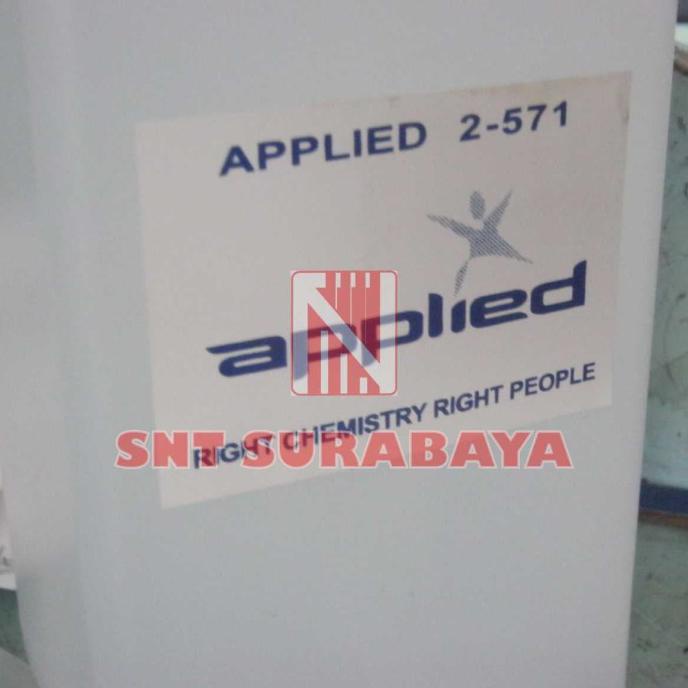 APPLIED 2-571
applied
RIGHT CHEMISTRY RIGHT PEOPLE
SNT SURABAYA